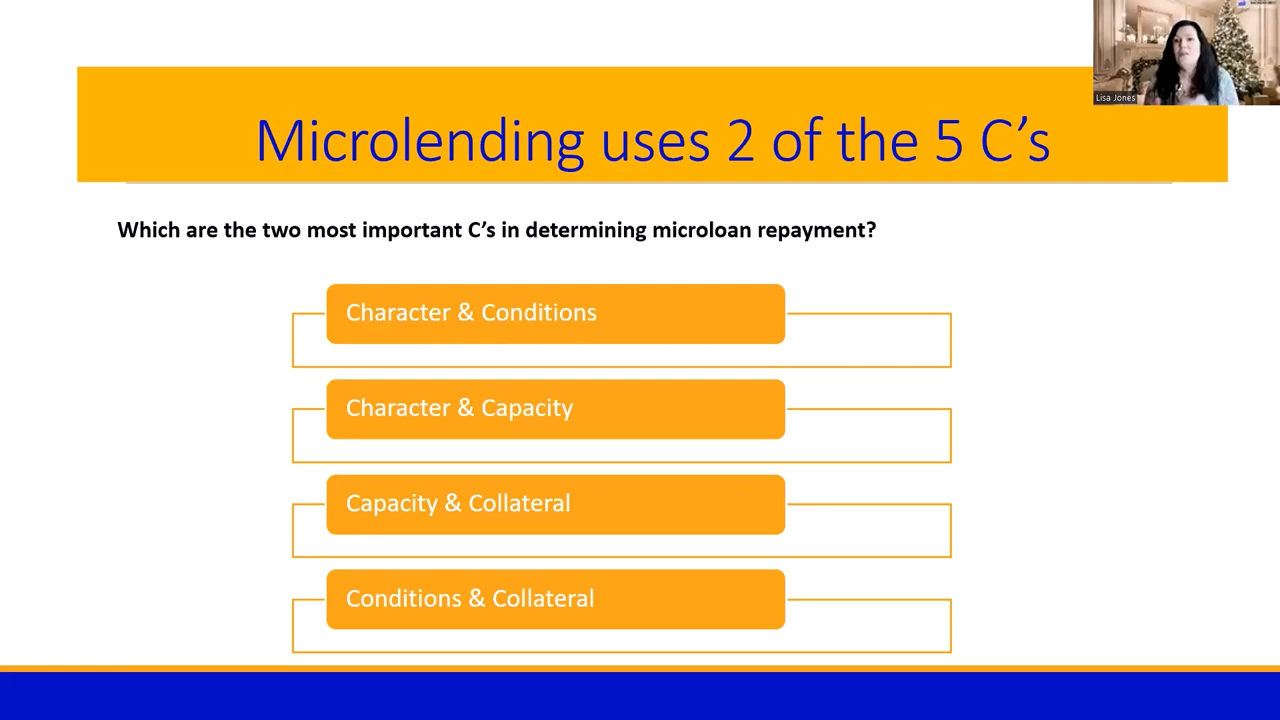 Lisa Jones
Microlending uses 2 of the 5 C’s
Which are the two most important C’s in determining microloan repayment?
Character & Conditions
Character & Capacity
Capacity & Collateral
Conditions & Collateral